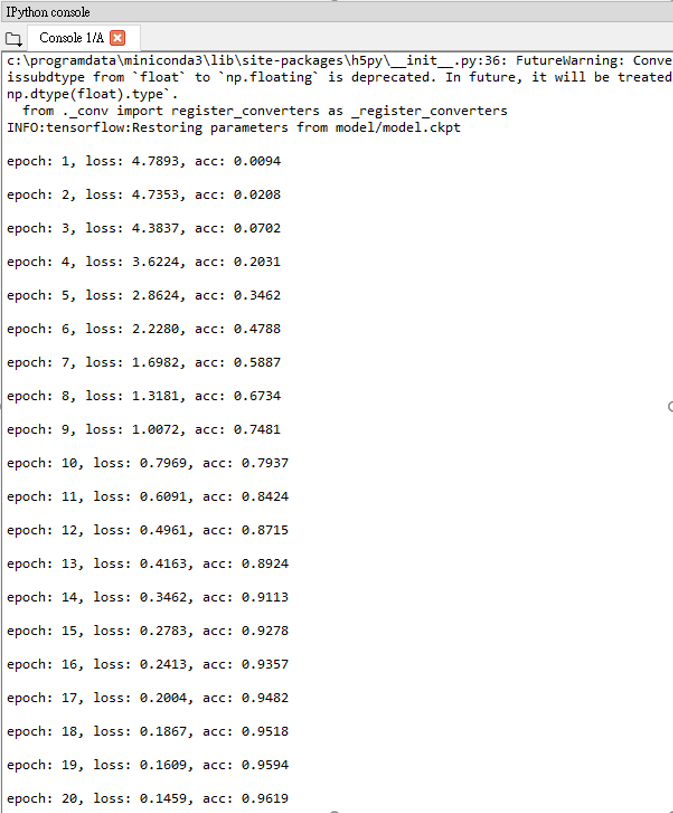 IPython console
Console 1/A
c:\programdata\miniconda3\lib\site-packages\h5py\__init__.py:36: FutureWarning: Conve
issubdtype from `float` to `np.floating` is deprecated. In future, it will be treated
np.dtype(float).type`.
from ._conv import register_converters as _register_converters
INFO:tensorflow:Restoring parameters from model/model.ckpt
epoch: 1, loss: 4.7893, acc: 0.0094
epoch: 2, loss: 4.7353, acc: 0.0208
epoch: 3, loss: 4.3837, acc: 0.0702
epoch: 4, loss: 3.6224, acc: 0.2031
epoch: 5, loss: 2.8624, acc: 0.3462
epoch: 6, loss: 2.2280, acc: 0.4788
epoch: 7, loss: 1.6982, acc: 0.5887
epoch: 8, loss: 1.3181, acc: 0.6734
epoch: 9, loss: 1.0072, acc: 0.7481
epoch: 10, loss: 0.7969, acc: 0.7937
epoch: 11, loss: 0.6091, acc: 0.8424
epoch: 12, loss: 0.4961, acc: 0.8715
epoch: 13, loss: 0.4163, acc: 0.8924
epoch: 14, loss: 0.3462, acc: 0.9113
epoch: 15, loss: 0.2783, acc: 0.9278
epoch: 16, loss: 0.2413, acc: 0.9357
epoch: 17, loss: 0.2004, acc: 0.9482
epoch: 18, loss: 0.1867, acc: 0.9518
epoch: 19, loss: 0.1609, acc: 0.9594
epoch: 20, loss: 0.1459, acc: 0.9619